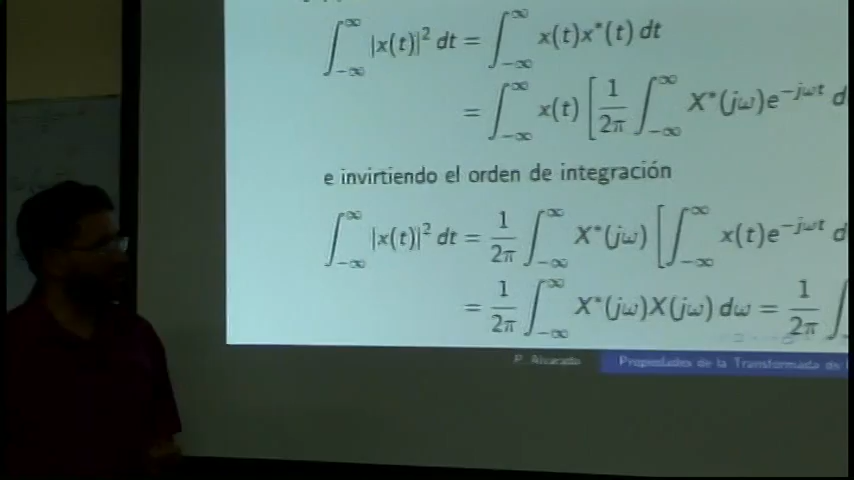 ∫_{-∞}^{∞} |x(t)|² dt = ∫_{-∞}^{∞} x(t)x*(t) dt
= ∫_{-∞}^{∞} x(t) [ 1/2π ∫_{-∞}^{∞} X*(jω)e^{-jωt} d
e invirtiendo el orden de integración
∫_{-∞}^{∞} |x(t)|² dt = 1/2π ∫_{-∞}^{∞} X*(jω) [ ∫_{-∞}^{∞} x(t)e^{-jωt} d
= 1/2π ∫_{-∞}^{∞} X*(jω)X(jω) dω = 1/2π ∫
P. Alvarado Propiedades de la Transformada de